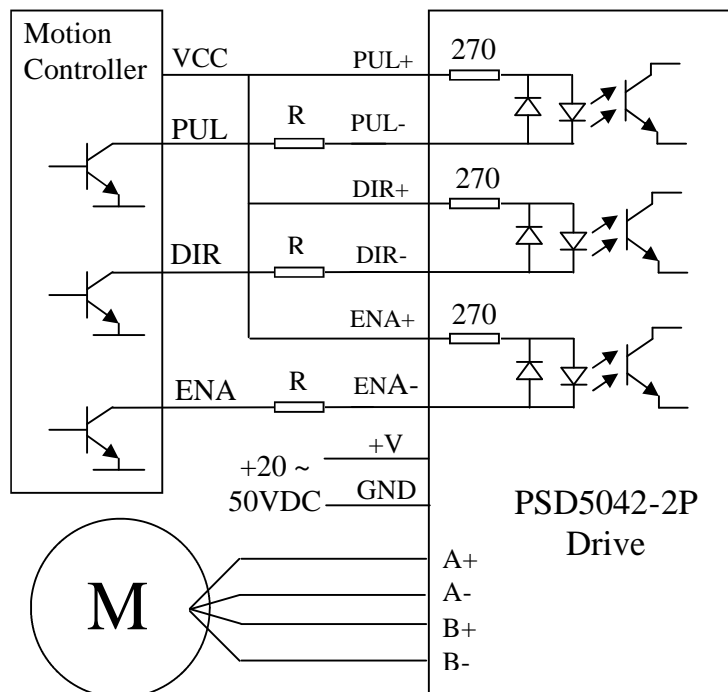 Motion
Controller
VCC
PUL+
270
PUL
R
PUL-
DIR+
270
DIR
R
DIR-
ENA+
270
ENA
R
ENA-
+V
+20 ~
50VDC
GND
PSD5042-2P
Drive
M
A+
A-
B+
B-